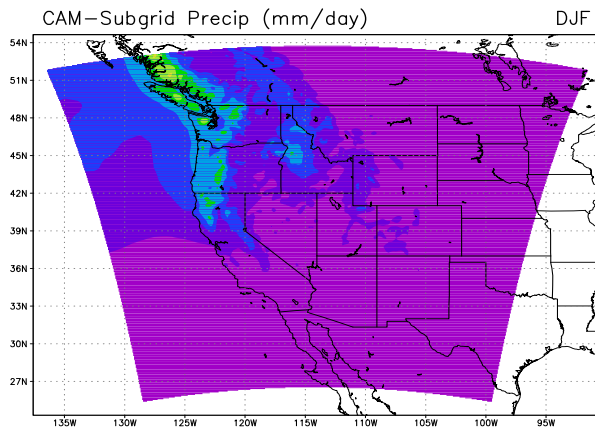 CAM-Subgrid Precip (mm/day) DJF
54N
51N
48N
45N
42N
39N
36N
33N
30N
27N
135W 130W 125W 120W 115W 110W 105W 100W 95W